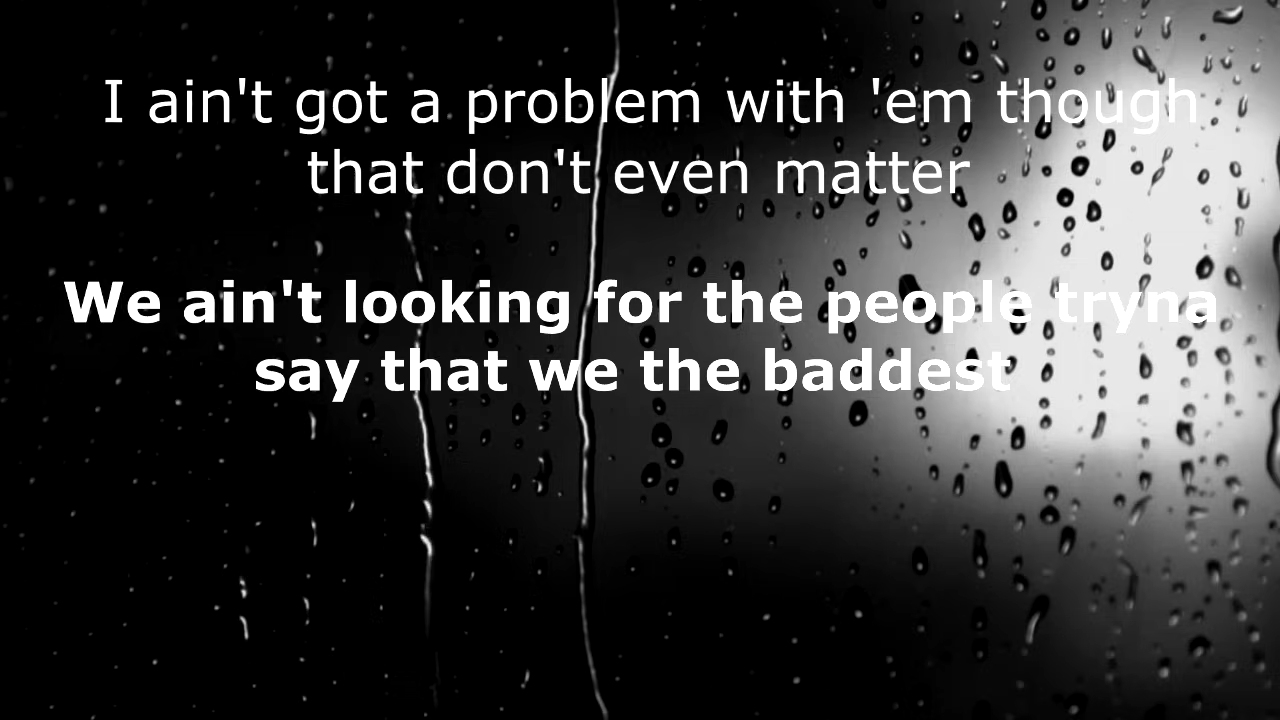 I ain't got a problem with 'em though
that don't even matter
We ain't looking for the people tryna
say that we the baddest